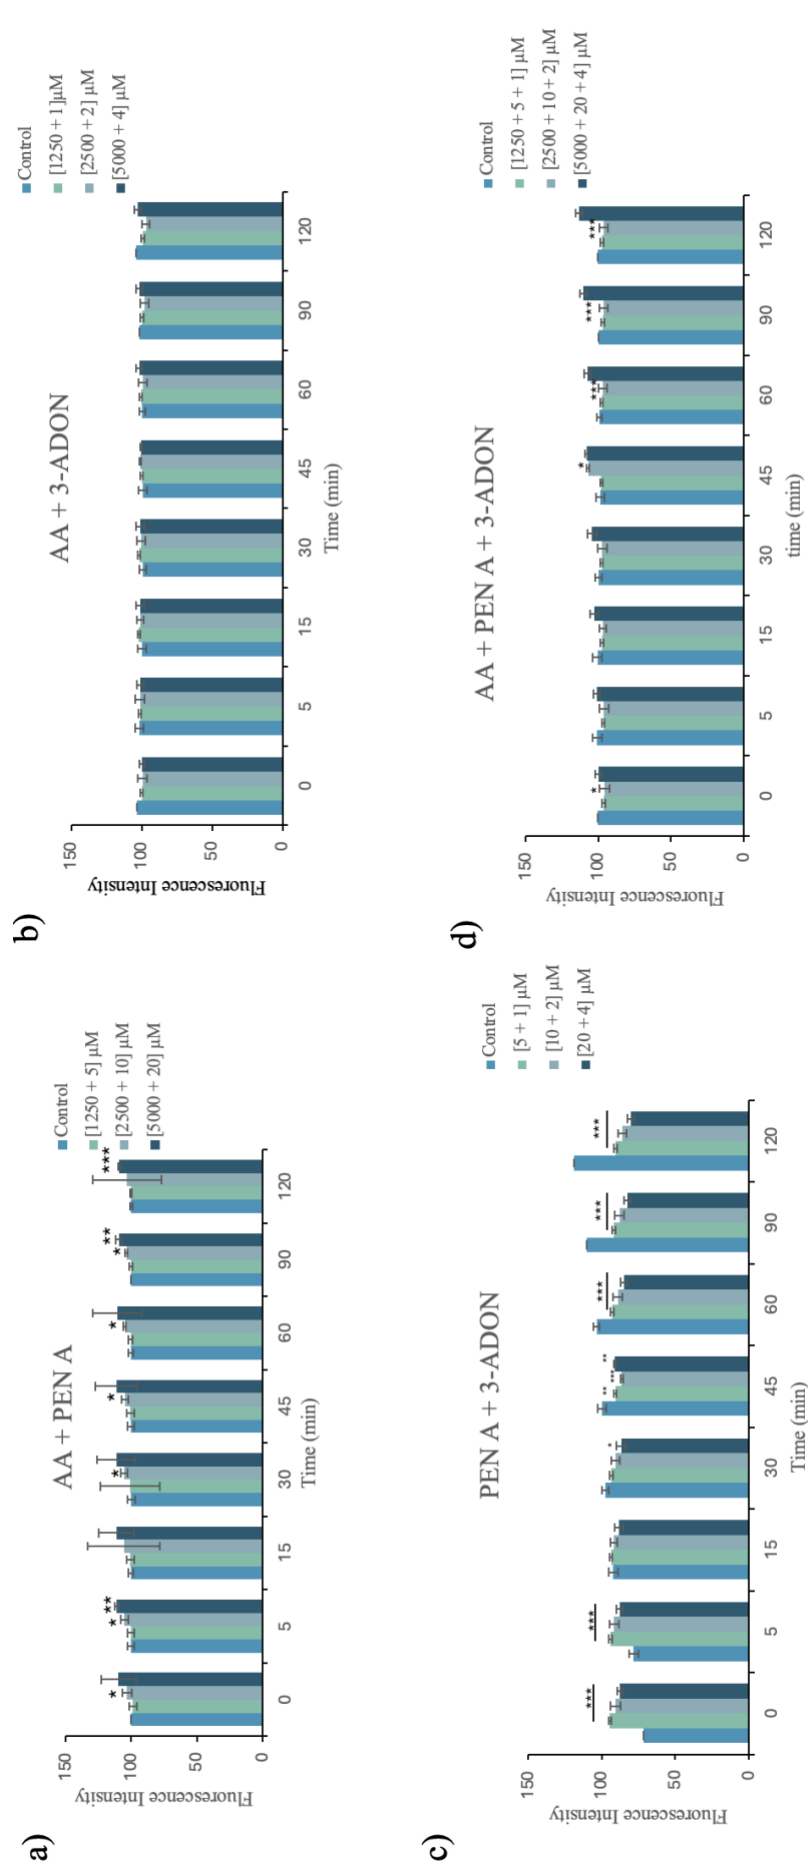 a)
AA + PEN A
Control
[1250 + 5] µM
[2500 + 10] µM
[5000 + 20] µM
Fluorescence Intensity
150
100
50
0
* * ** * * * * ** ***
0 5 15 30 45 60 90 120
Time (min)
b)
AA + 3-ADON
Control
[1250 + 1]µM
[2500 + 2] µM
[5000 + 4] µM
Fluorescence Intensity
150
100
50
0
0 5 15 30 45 60 90 120
Time (min)
c)
PEN A + 3-ADON
Control
[5 + 1] µM
[10 + 2] µM
[20 + 4] µM
Fluorescence Intensity
150
100
50
0
*** *** * ** *** ** *** *** ***
0 5 15 30 45 60 90 120
Time (min)
d)
AA + PEN A + 3-ADON
Control
[1250 + 5 + 1] µM
[2500 + 10 + 2] µM
[5000 + 20 + 4] µM
Fluorescence Intensity
150
100
50
0
* * *** *** ***
0 5 15 30 45 60 90 120
time (min)